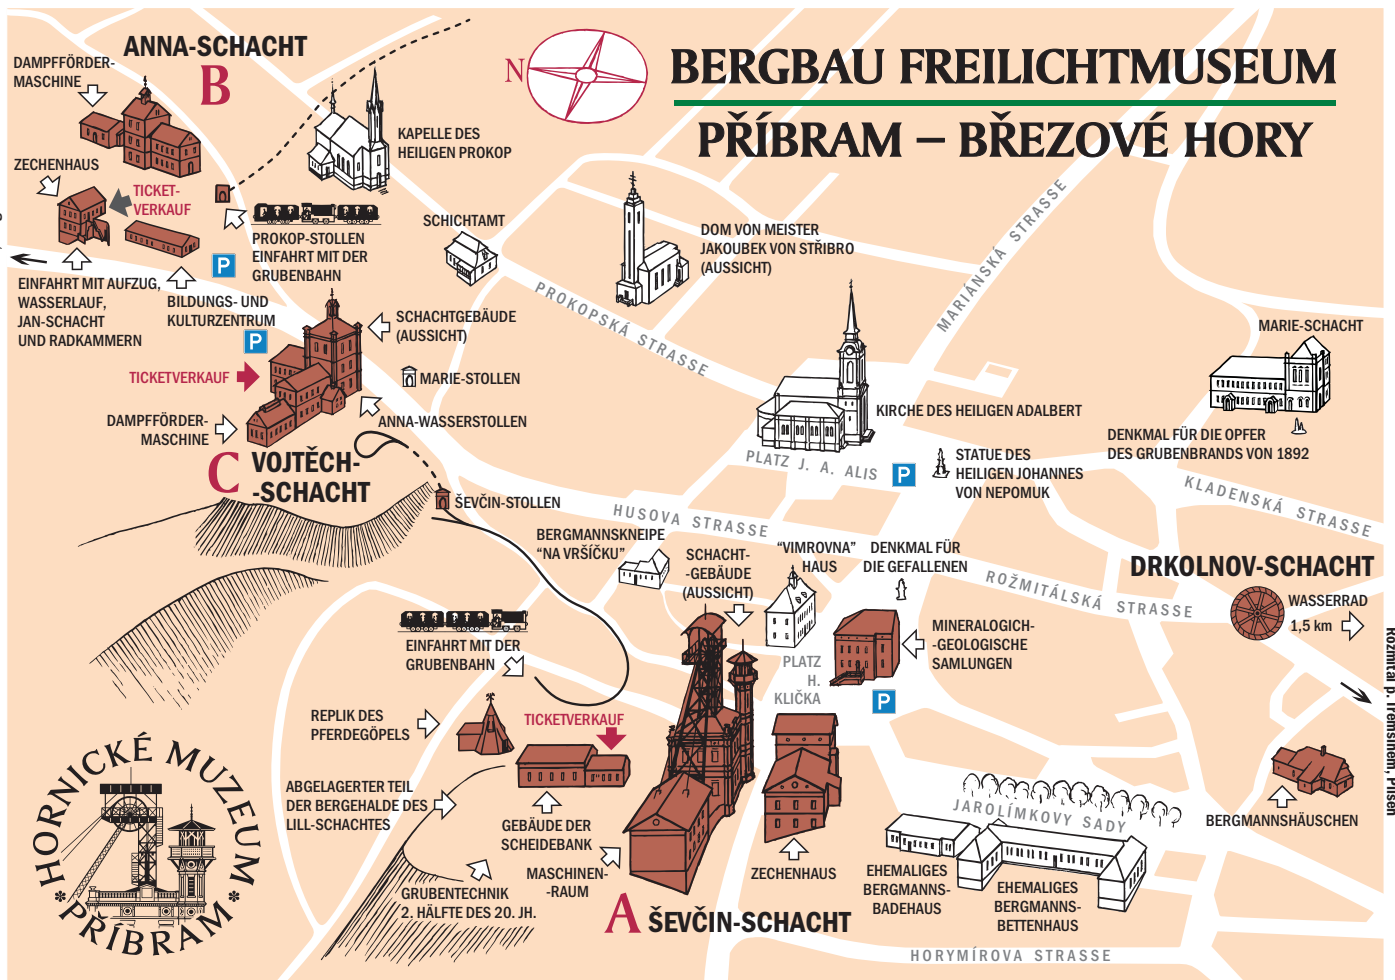 BERGBAU FREILICHTMUSEUM
PŘÍBRAM – BŘEZOVÉ HORY
N
ANNA-SCHACHT
B
DAMPFFÖRDER-
MASCHINE
ZECHENHAUS
TICKET-
VERKAUF
KAPELLE DES
HEILIGEN PROKOP
PROKOP-STOLLEN
EINFAHRT MIT DER
GRUBENBAHN
P
EINFAHRT MIT AUFZUG,
WASSERLAUF,
JAN-SCHACHT
UND RADKAMMERN
BILDUNGS- UND
KULTURZENTRUM
P
SCHICHTAMT
DOM VON MEISTER
JAKOUBEK VON STŘIBRO
(AUSSICHT)
PROKOPSKÁ STRASSE
MARIÁNSKÁ STRASSE
SCHACHTGEBÄUDE
(AUSSICHT)
TICKETVERKAUF
MARIE-STOLLEN
DAMPFFÖRDER-
MASCHINE
ANNA-WASSERSTOLLEN
C VOJTĚCH-
-SCHACHT
ŠEVČIN-STOLLEN
KIRCHE DES HEILIGEN ADALBERT
PLATZ J. A. ALIS
P
STATUE DES
HEILIGEN JOHANNES
VON NEPOMUK
MARIE-SCHACHT
DENKMAL FÜR DIE OPFER
DES GRUBENBRANDS VON 1892
KLADENSKÁ STRASSE
HUSOVA STRASSE
ROŽMITÁLSKÁ STRASSE
BERGMANNSKNEIPE
“NA VRŠÍČKU”
SCHACHT-
-GEBÄUDE
(AUSSICHT)
“VIMROVNA”
HAUS
DENKMAL FÜR
DIE GEFALLENEN
DRKOLNOV-SCHACHT
WASSERRAD
1,5 km
Rožmitál p. Třemšínem, Pilsen
MINERALOGICH-
-GEOLOGISCHE
SAMLUNGEN
P
PLATZ
H.
KLIČKA
EINFAHRT MIT DER
GRUBENBAHN
REPLIK DES
PFERDEGÖPELS
TICKETVERKAUF
ABGELAGERTER TEIL
DER BERGEHALDE DES
LILL-SCHACHTES
GEBÄUDE DER
SCHEIDEBANK
MASCHINEN-
-RAUM
GRUBENTECHNIK
2. HÄLFTE DES 20. JH.
A ŠEVČIN-SCHACHT
ZECHENHAUS
JAROLÍMKOVY SADY
EHEMALIGES
BERGMANNS-
BADEHAUS
EHEMALIGES
BERGMANNS-
BETTENHAUS
BERGMANNSHÄUSCHEN
HORYMÍROVA STRASSE
HORNICKÉ MUZEUM
* PŘÍBRAM *